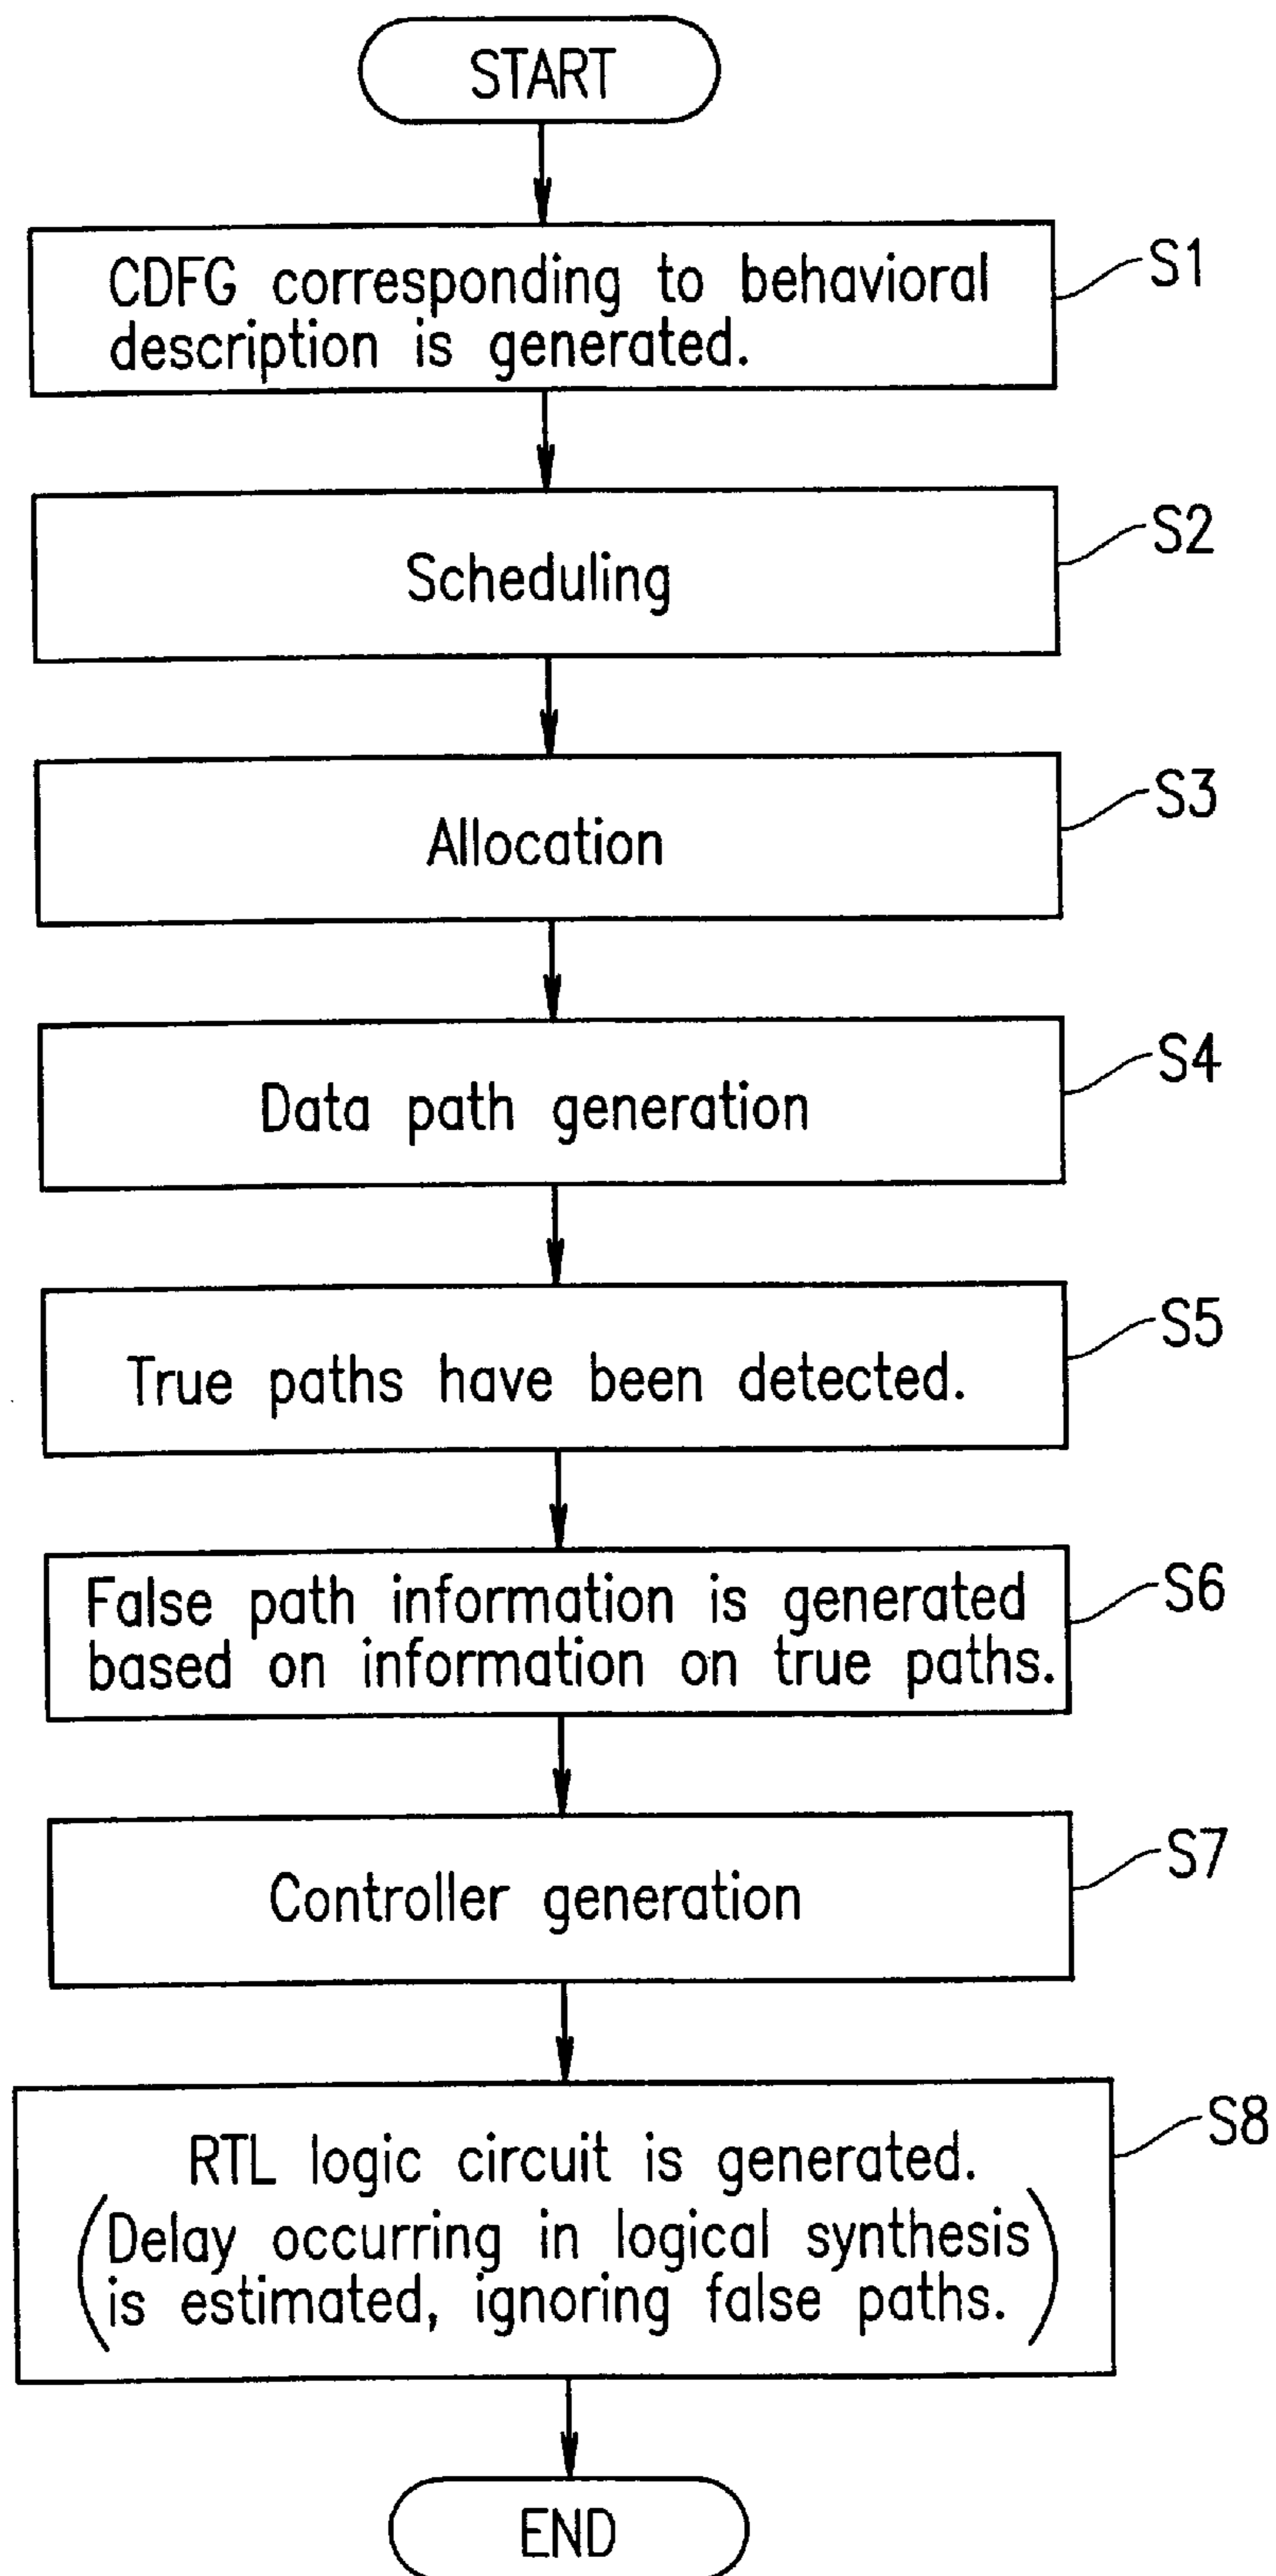 START
CDFG corresponding to behavioral
description is generated.
S1
Scheduling
S2
Allocation
S3
Data path generation
S4
True paths have been detected.
S5
False path information is generated
based on information on true paths.
S6
Controller generation
S7
RTL logic circuit is generated.
(Delay occurring in logical synthesis
is estimated, ignoring false paths.)
S8
END